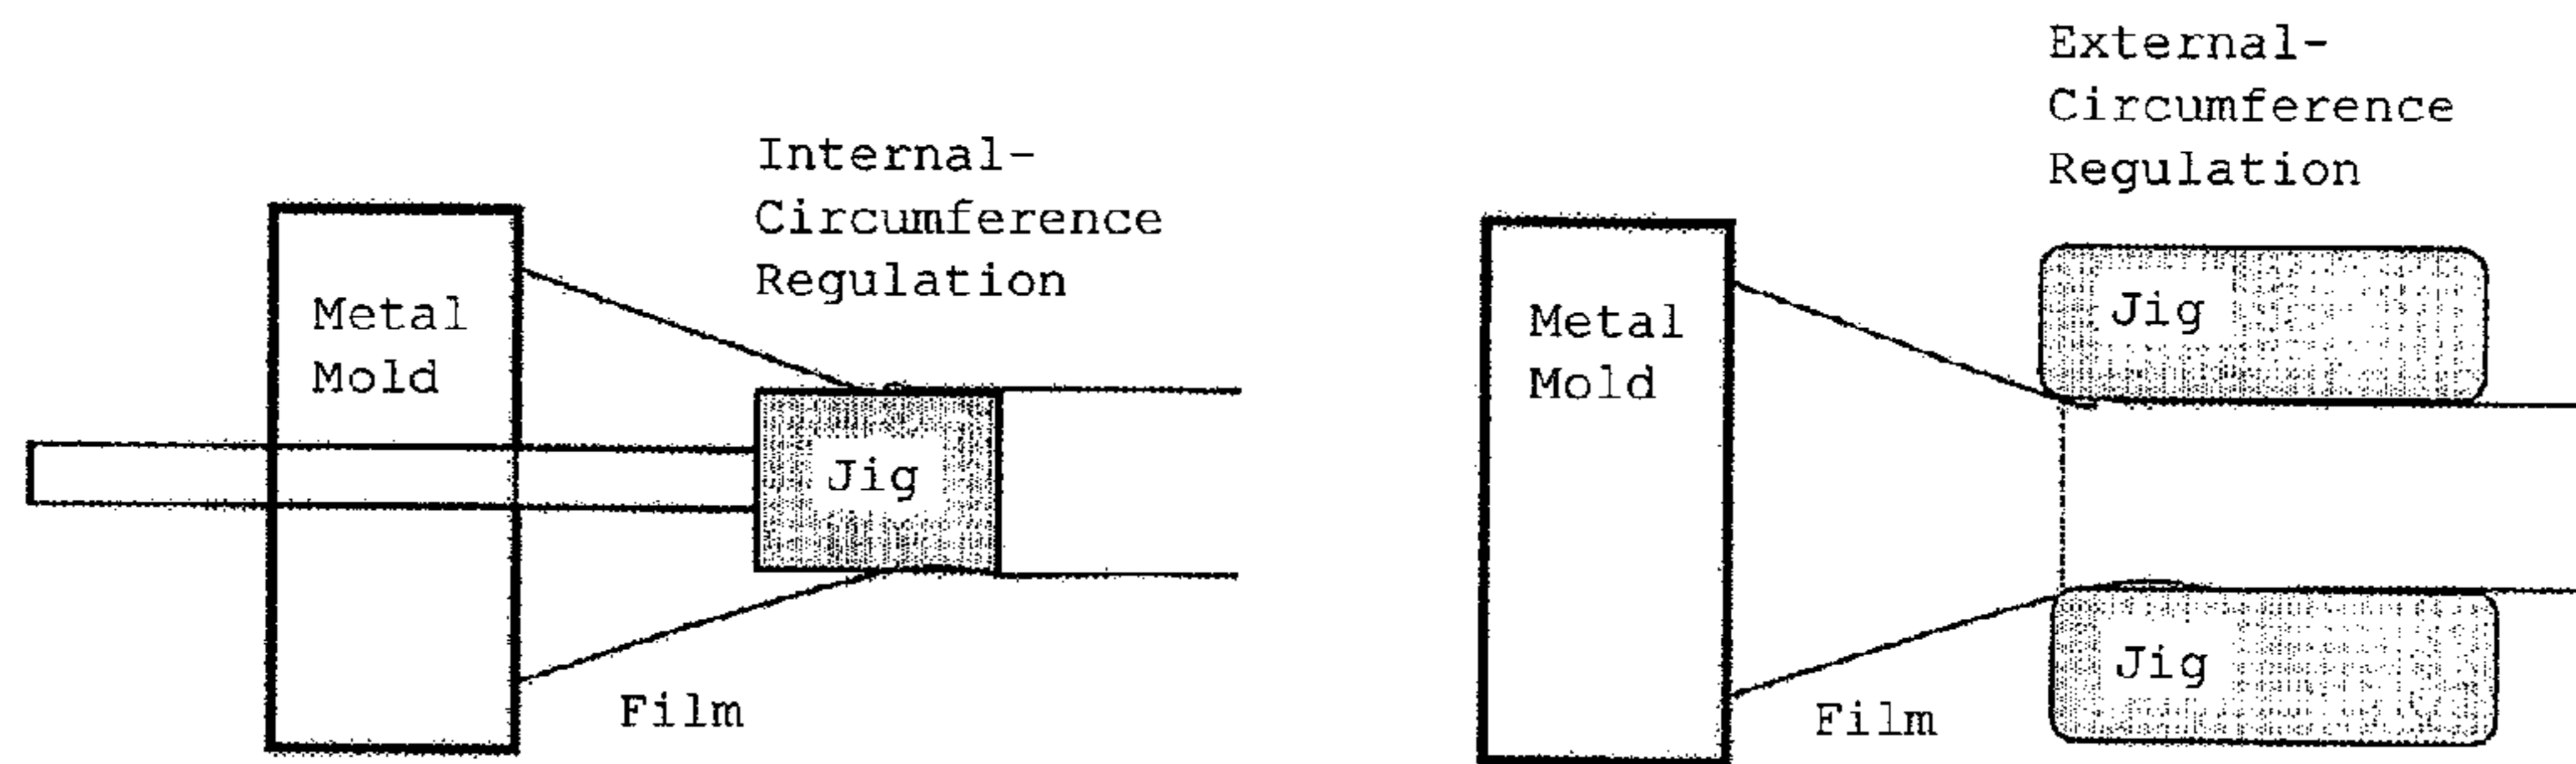 Internal-
Circumference
Regulation
Metal
Mold
Jig
Film
External-
Circumference
Regulation
Metal
Mold
Jig
Jig
Film